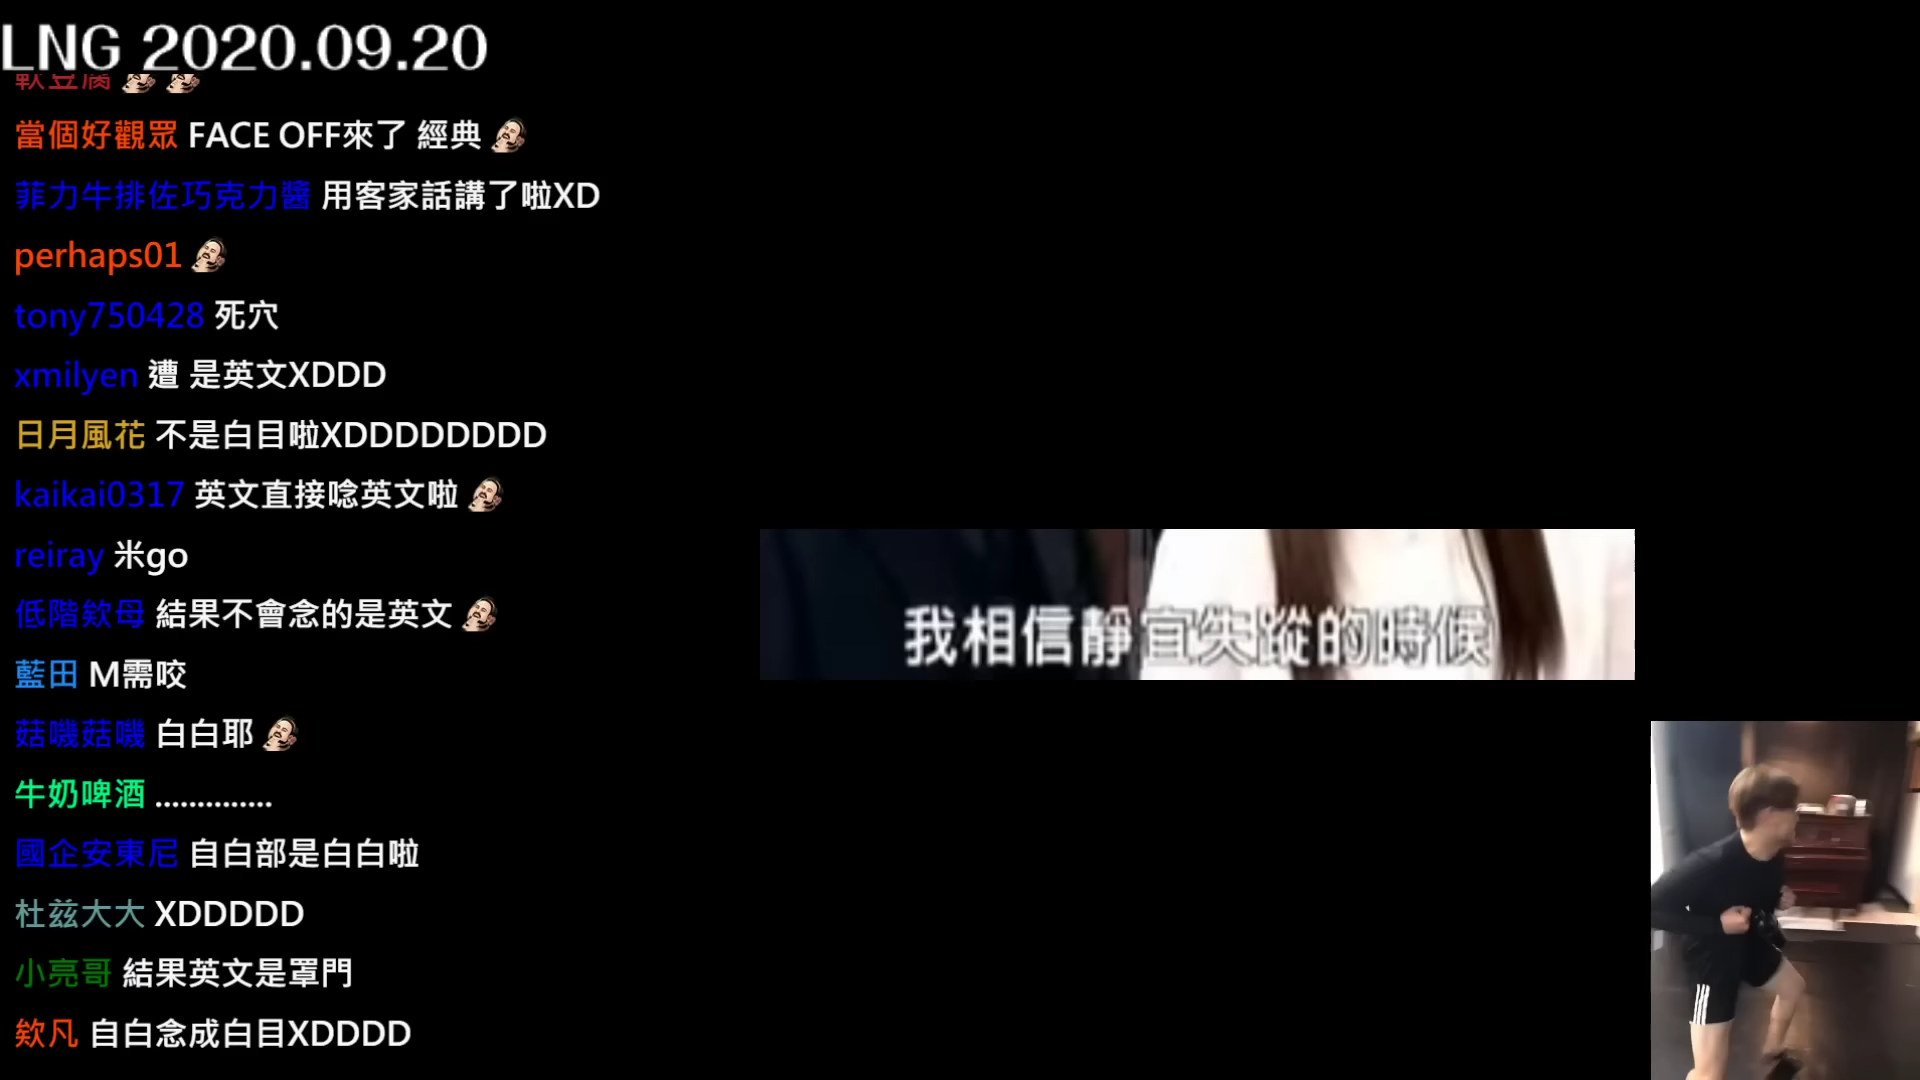 LNG 2020.09.20
軟豆腐
當個好觀眾 FACE OFF來了 經典
菲力牛排佐巧克力醬 用客家話講了啦XD
perhaps01
tony750428 死穴
xmilyen 遭 是英文XDDD
日月風花 不是白目啦XDDDDDDDD
kaikai0317 英文直接唸英文啦
reiray 米go
低階欸母 結果不會念的是英文
藍田 M需咬
菇嘰菇嘰 白白耶
牛奶啤酒 ..............
國企安東尼 自白部是白白啦
杜茲大大 XDDDDD
小亮哥 結果英文是罩門
欸凡 自白念成白目XDDDD
我相信靜宜失蹤的時候